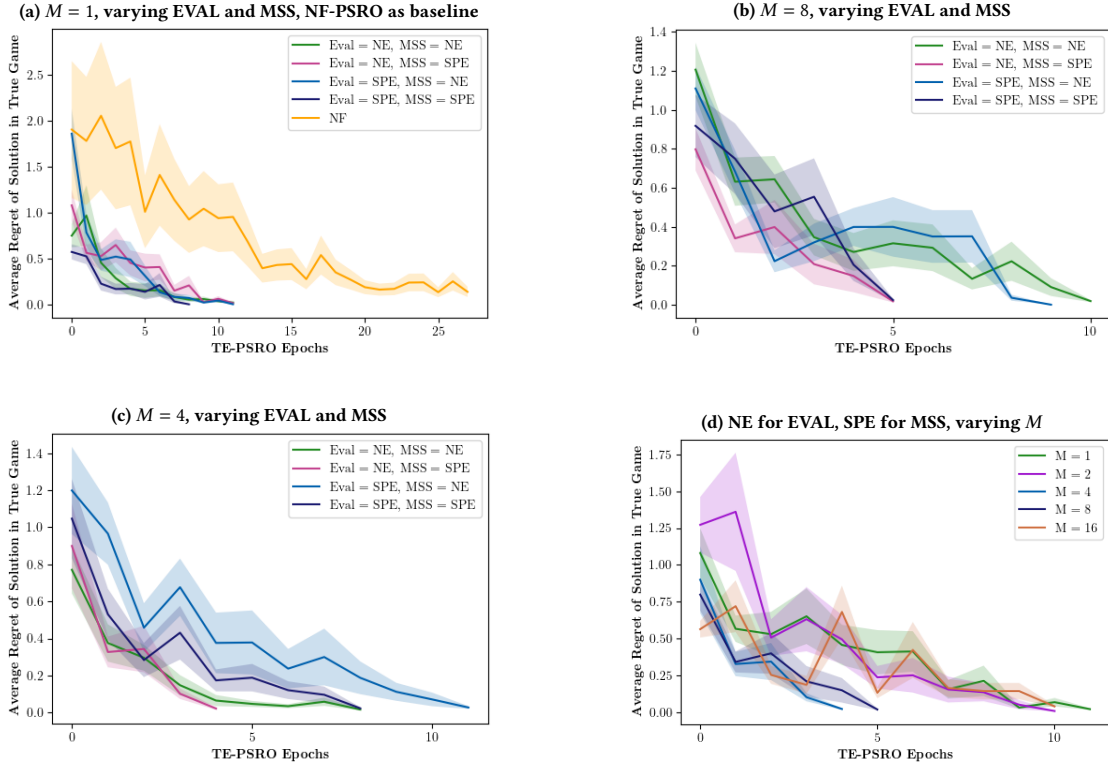 (a) M = 1, varying EVAL and MSS, NF-PSRO as baseline
Average Regret of Solution in True Game
2.5
2.0
1.5
1.0
0.5
0.0
Eval = NE, MSS = NE
Eval = NE, MSS = SPE
Eval = SPE, MSS = NE
Eval = SPE, MSS = SPE
NF
0 5 10 15 20 25
TE-PSRO Epochs
(b) M = 8, varying EVAL and MSS
Average Regret of Solution in True Game
1.4
1.2
1.0
0.8
0.6
0.4
0.2
0.0
Eval = NE, MSS = NE
Eval = NE, MSS = SPE
Eval = SPE, MSS = NE
Eval = SPE, MSS = SPE
0 5 10
TE-PSRO Epochs
(c) M = 4, varying EVAL and MSS
Average Regret of Solution in True Game
1.4
1.2
1.0
0.8
0.6
0.4
0.2
0.0
Eval = NE, MSS = NE
Eval = NE, MSS = SPE
Eval = SPE, MSS = NE
Eval = SPE, MSS = SPE
0 5 10
TE-PSRO Epochs
(d) NE for EVAL, SPE for MSS, varying M
Average Regret of Solution in True Game
1.75
1.50
1.25
1.00
0.75
0.50
0.25
0.00
M = 1
M = 2
M = 4
M = 8
M = 16
0 5 10
TE-PSRO Epochs